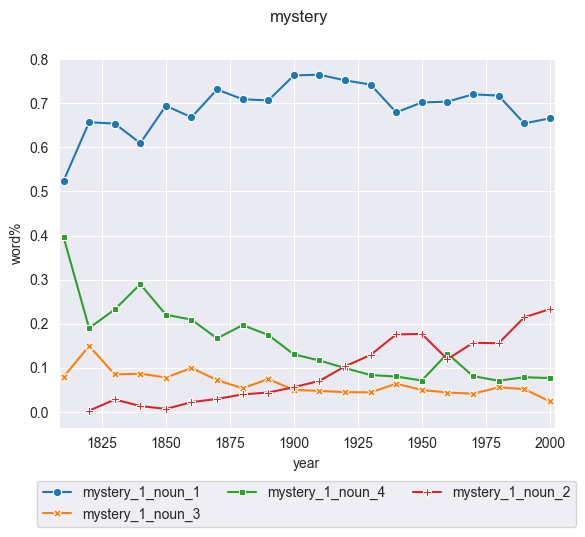 mystery
0.8
0.7
0.6
0.5
0.4
0.3
0.2
0.1
0.0
word%
1825 1850 1875 1900 1925 1950 1975 2000
year
mystery_1_noun_1 mystery_1_noun_4 mystery_1_noun_2
mystery_1_noun_3